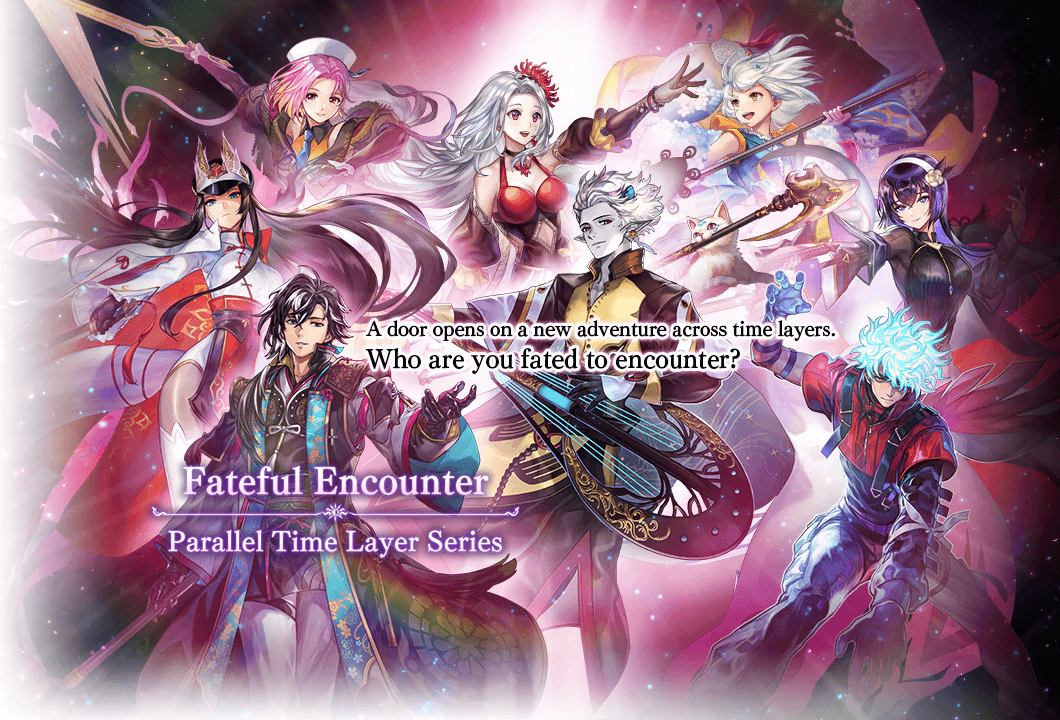 A door opens on a new adventure across time layers.
Who are you fated to encounter?
Fateful Encounter
Parallel Time Layer Series